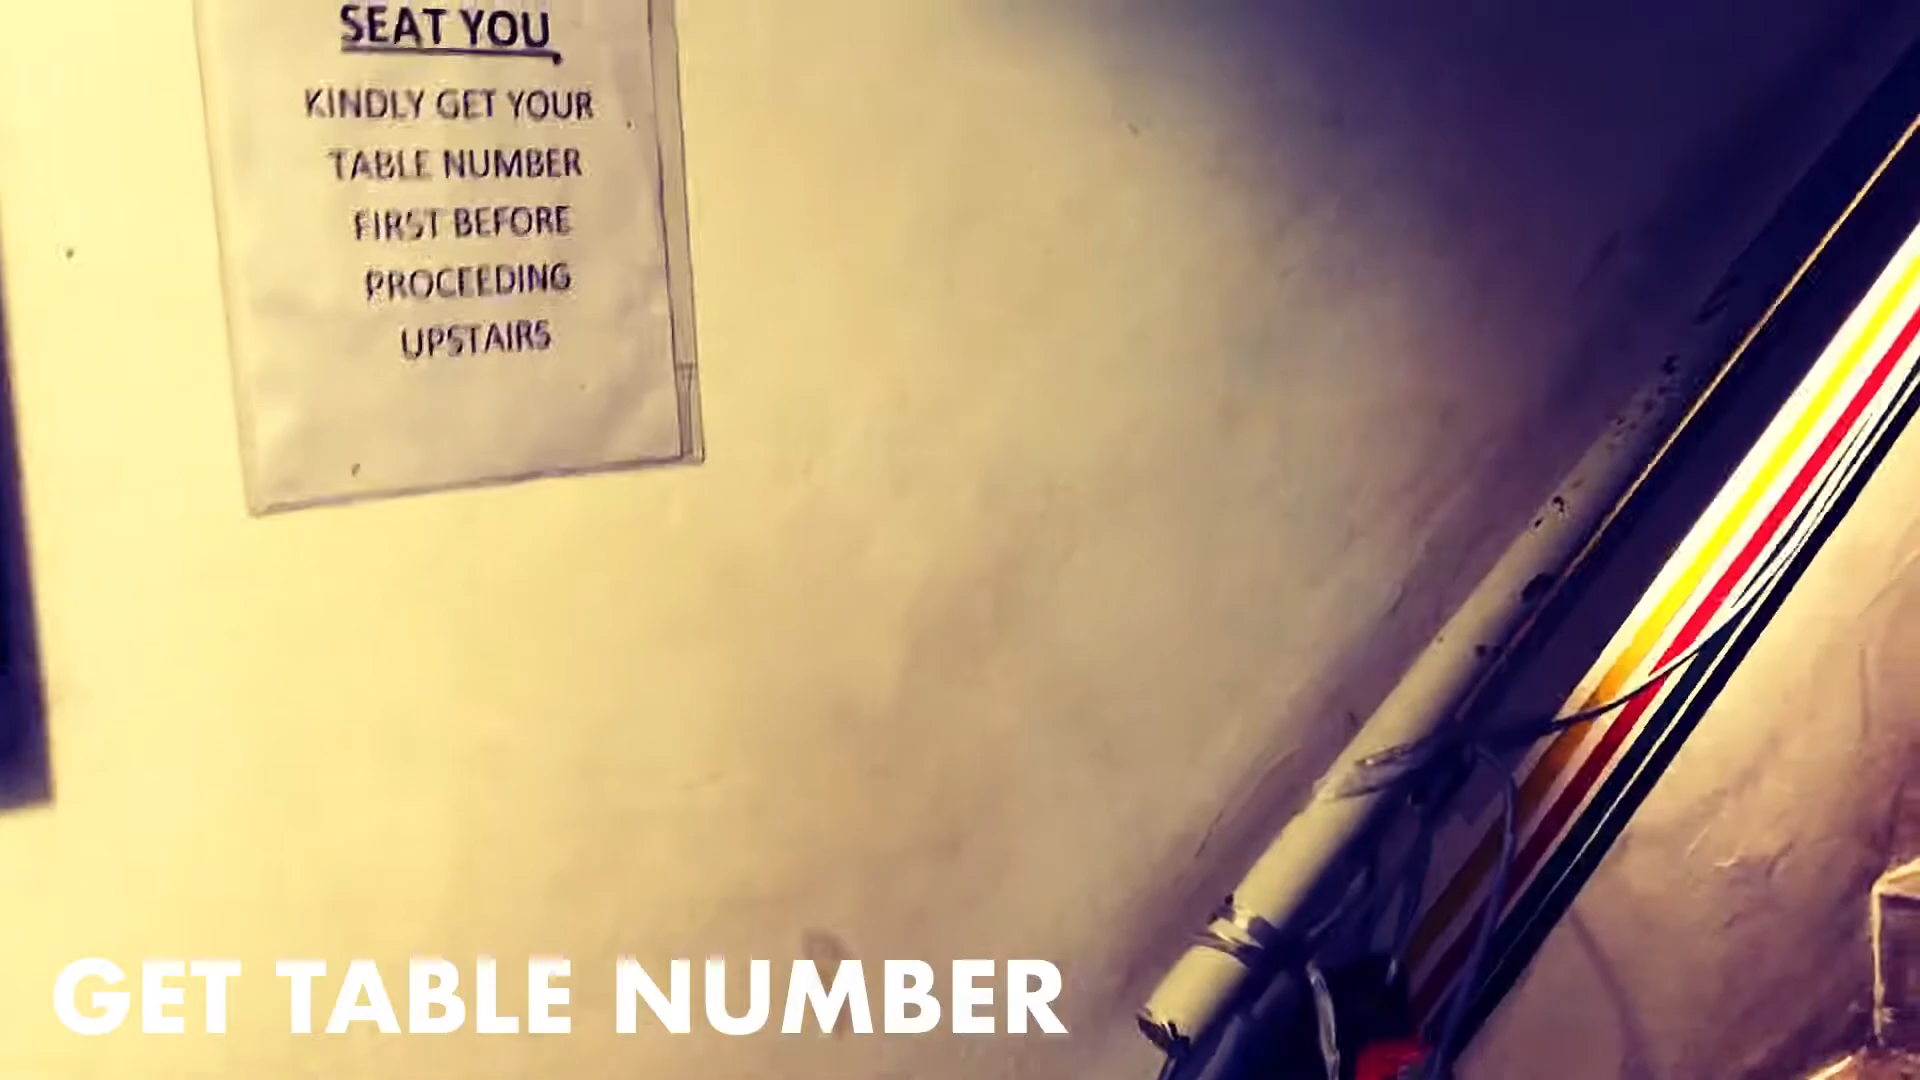 SEAT YOU
KINDLY GET YOUR
TABLE NUMBER
FIRST BEFORE
PROCEEDING
UPSTAIRS
GET TABLE NUMBER